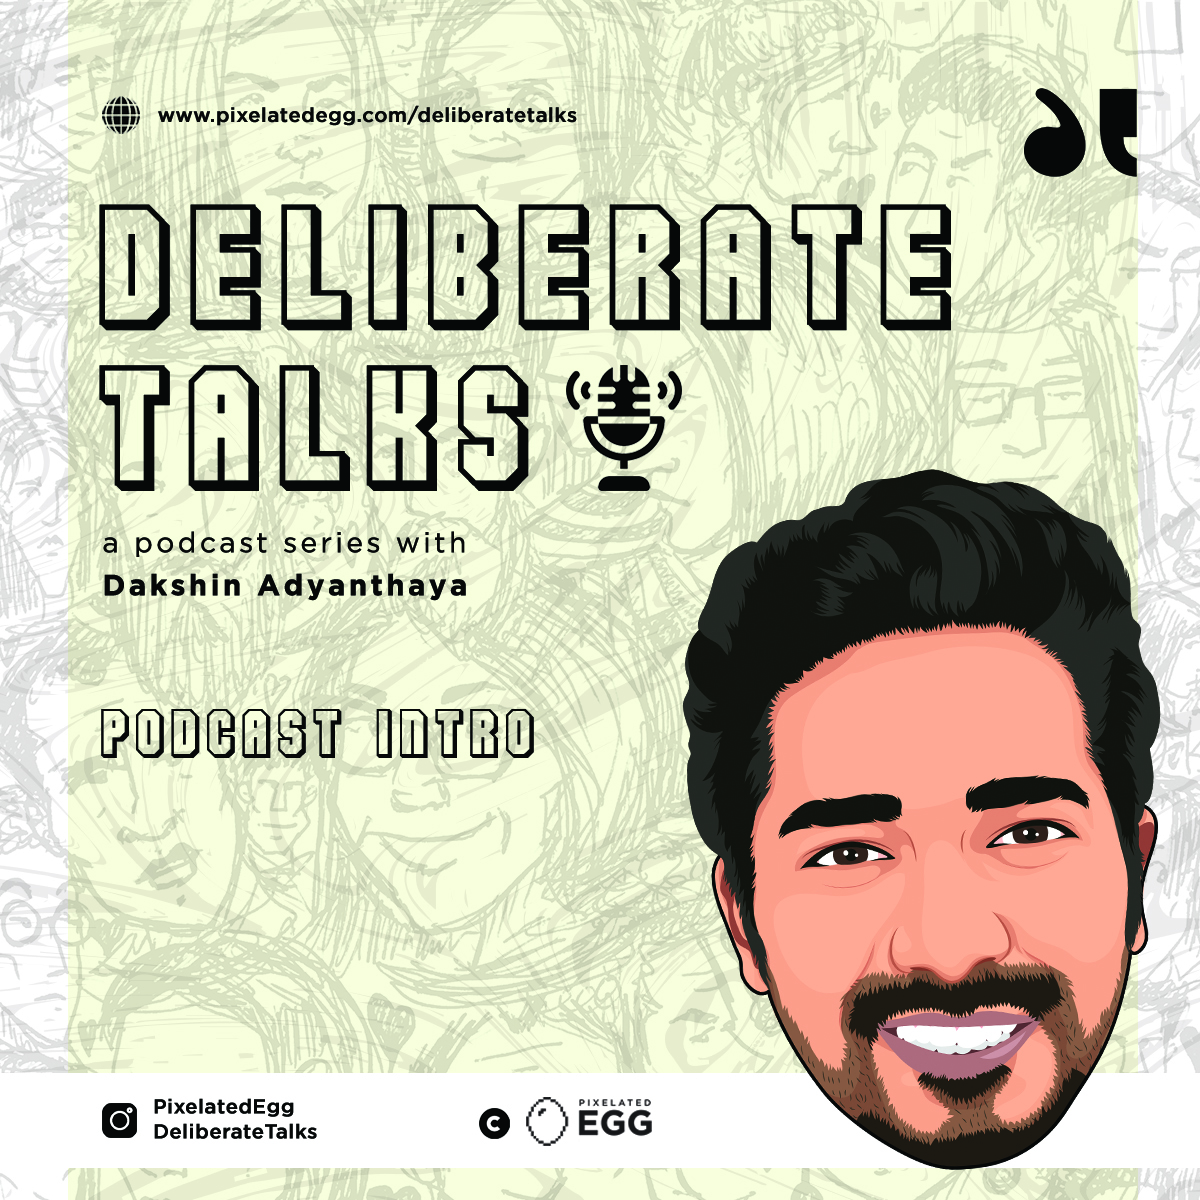 www.pixelatedegg.com/deliberatetalks
DELIBERATE
TALKS
a podcast series with
Dakshin Adyanthaya
PODCAST INTRO
PixelatedEgg
DeliberateTalks
C
PIXELATED
EGG